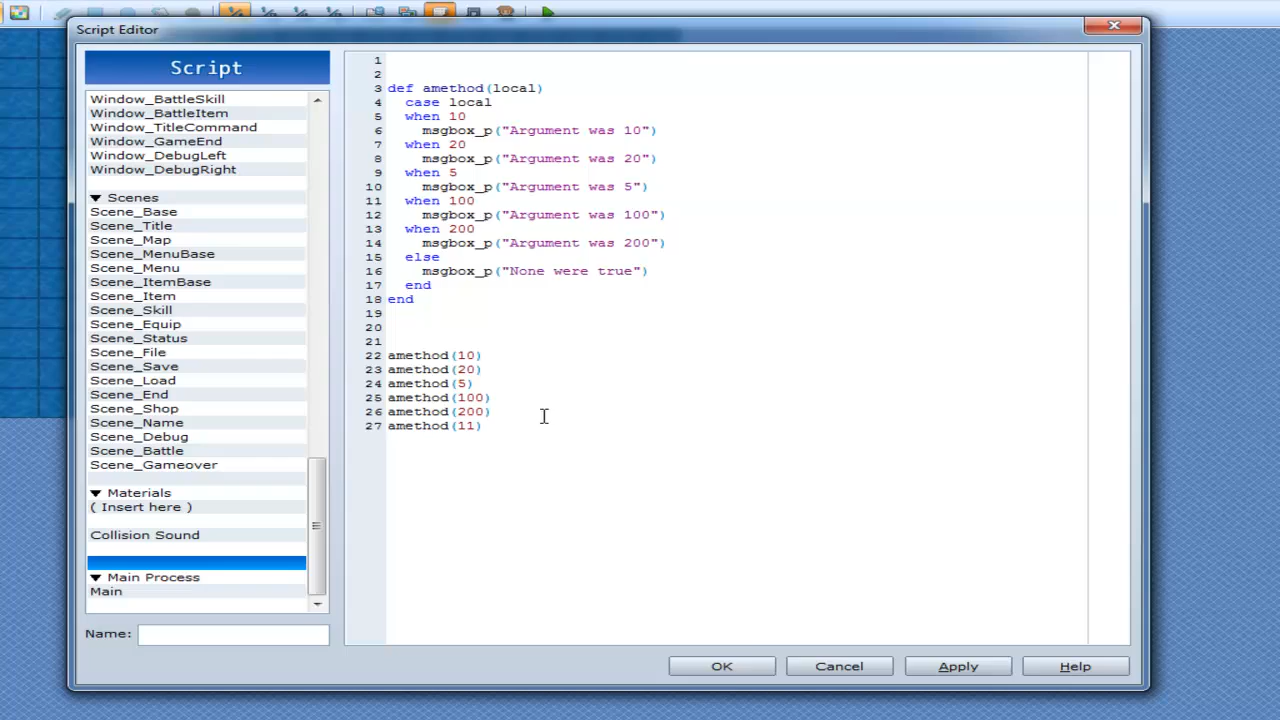 Script Editor
Script
Window_BattleSkill
Window_BattleItem
Window_TitleCommand
Window_GameEnd
Window_DebugLeft
Window_DebugRight
▼ Scenes
Scene_Base
Scene_Title
Scene_Map
Scene_MenuBase
Scene_Menu
Scene_ItemBase
Scene_Item
Scene_Skill
Scene_Equip
Scene_Status
Scene_File
Scene_Save
Scene_Load
Scene_End
Scene_Shop
Scene_Name
Scene_Debug
Scene_Battle
Scene_Gameover
▼ Materials
( Insert here )
Collision Sound
▼ Main Process
Main
Name:
1
2
3 def amethod(local)
4 case local
5 when 10
6 msgbox_p("Argument was 10")
7 when 20
8 msgbox_p("Argument was 20")
9 when 5
10 msgbox_p("Argument was 5")
11 when 100
12 msgbox_p("Argument was 100")
13 when 200
14 msgbox_p("Argument was 200")
15 else
16 msgbox_p("None were true")
17 end
18 end
19
20
21
22 amethod(10)
23 amethod(20)
24 amethod(5)
25 amethod(100)
26 amethod(200)
27 amethod(11)
OK Cancel Apply Help